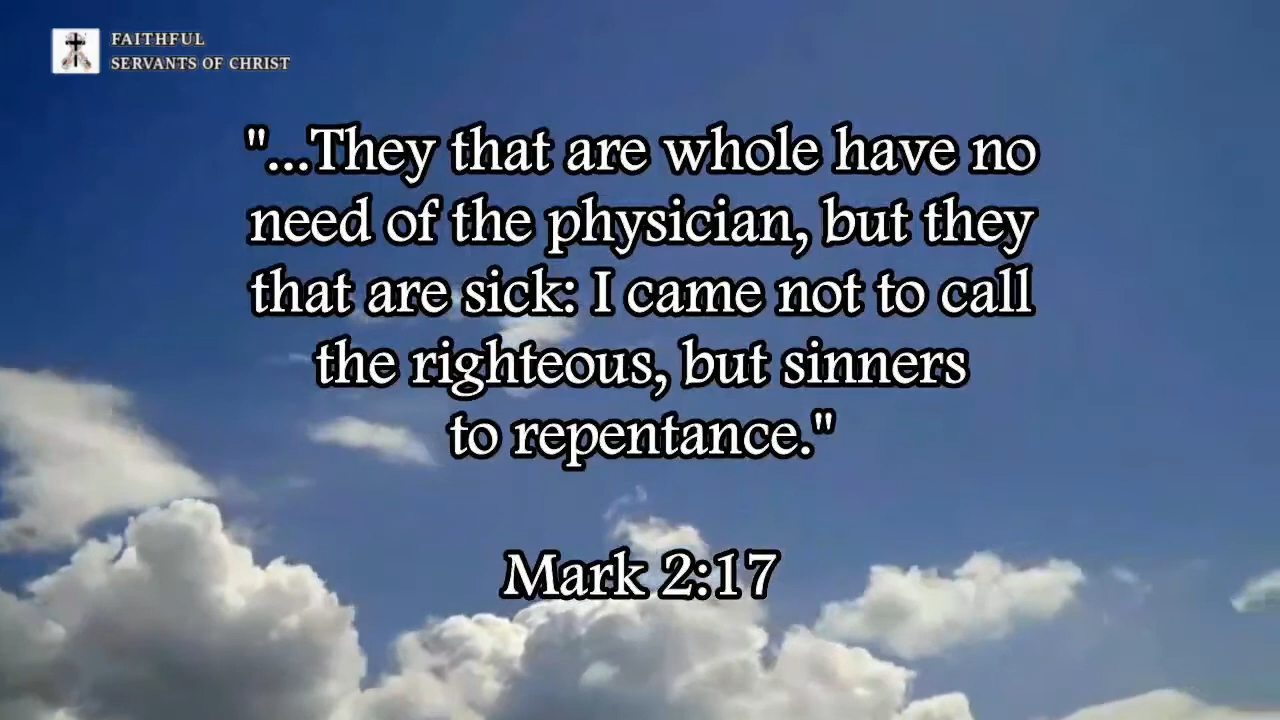 FAITHFUL
SERVANTS OF CHRIST
"...They that are whole have no
need of the physician, but they
that are sick: I came not to call
the righteous, but sinners
to repentance."
Mark 2:17